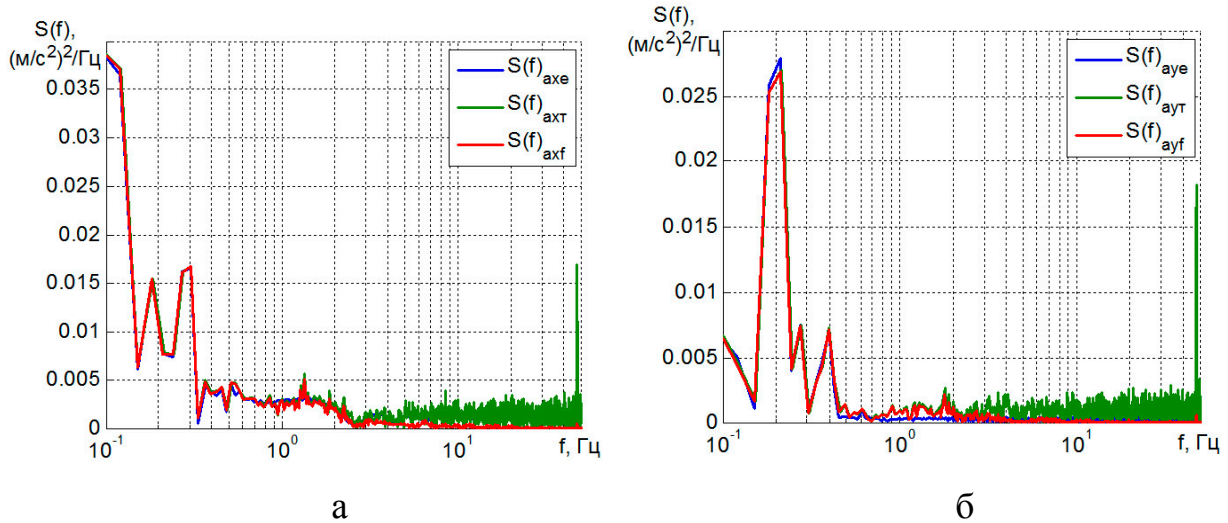 S(f),
(м/с²)²/Гц
0.035
0.03
0.025
0.02
0.015
0.01
0.005
0
10⁻¹
10⁰
10¹
f, Гц
S(f)ₐₓₑ
S(f)ₐₓт
S(f)ₐₓf
а
S(f),
(м/с²)²/Гц
0.025
0.02
0.015
0.01
0.005
0
10⁻¹
10⁰
10¹
f, Гц
S(f)aye
S(f)ayт
S(f)ayf
б